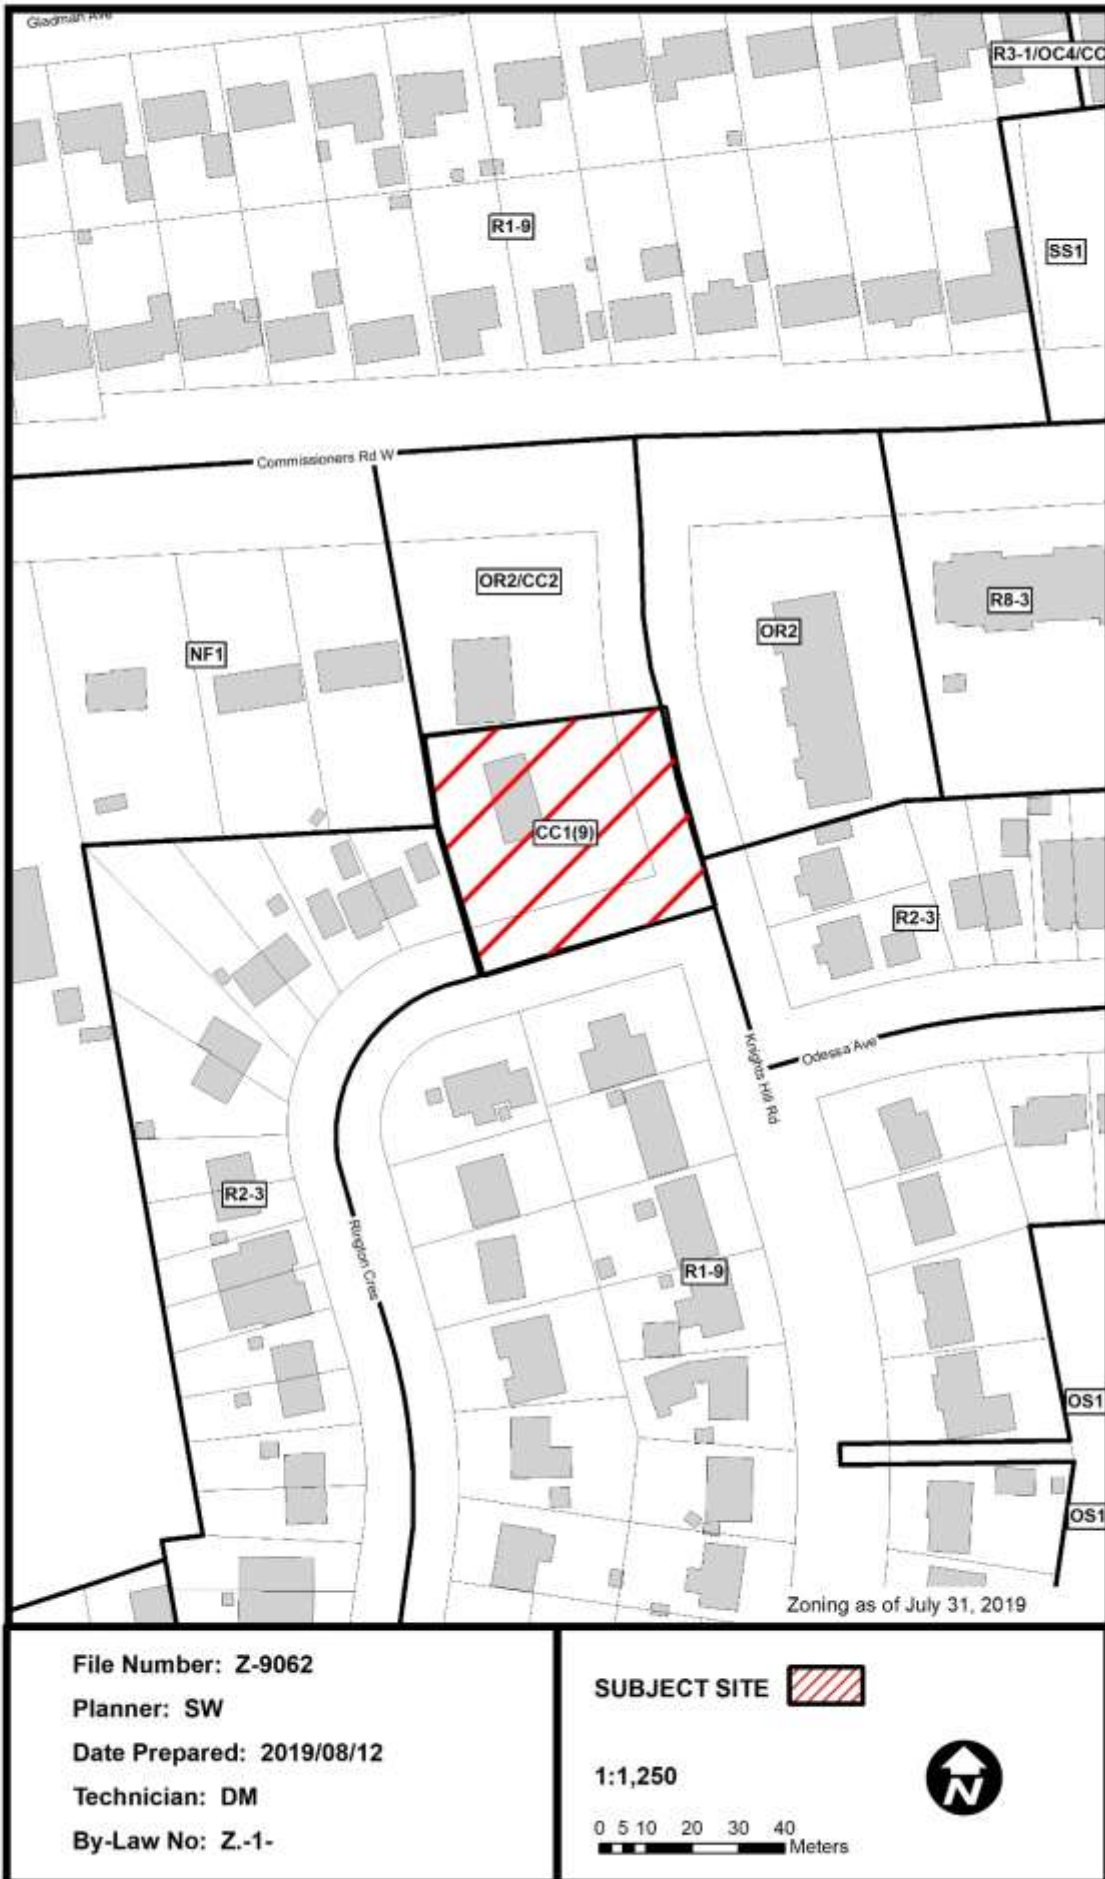 Gladman Ave
R3-1/OC4/CC
R1-9
SS1
Commissioners Rd W
OR2/CC2
R8-3
OR2
NF1
CC1(9)
R2-3
Knights Hill Rd
Odessa Ave
R2-3
Rington Cres
R1-9
OS1
OS1
Zoning as of July 31, 2019
File Number: Z-9062
Planner: SW
Date Prepared: 2019/08/12
Technician: DM
By-Law No: Z.-1-
SUBJECT SITE
1:1,250
N
0 5 10 20 30 40
Meters